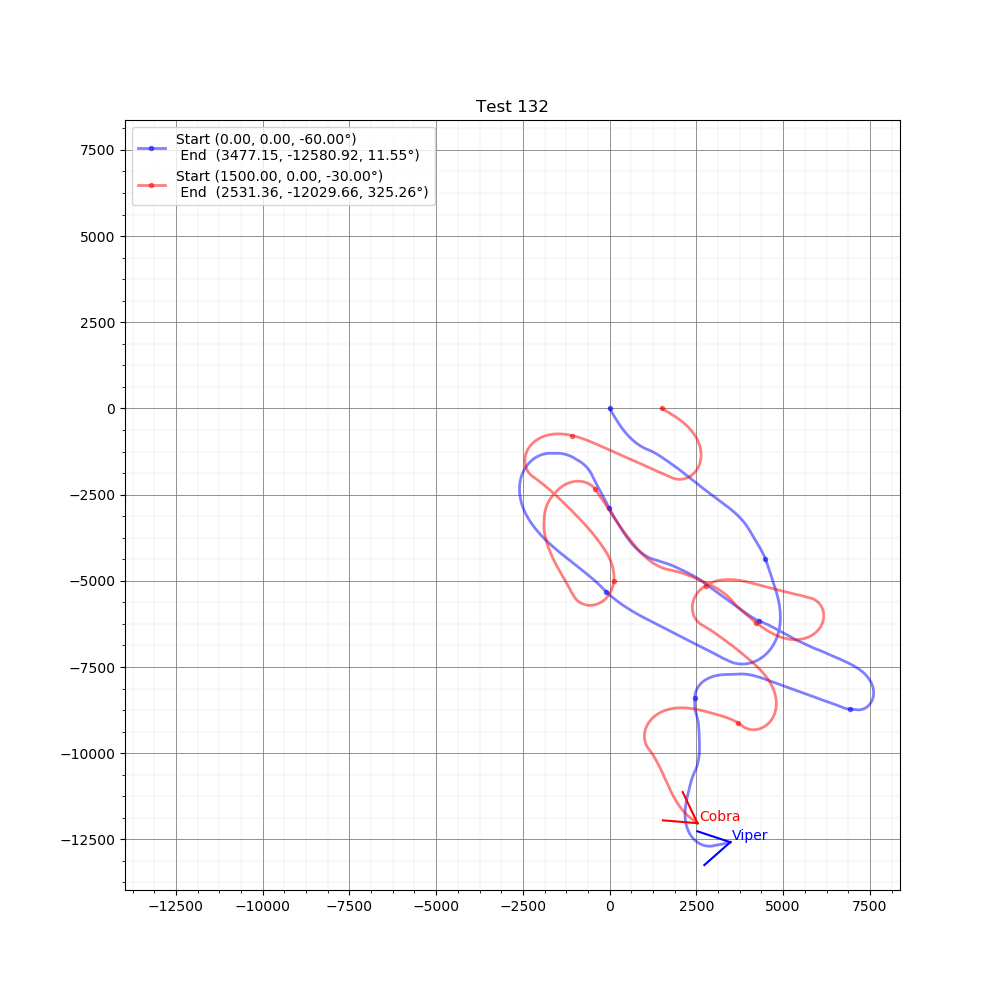 Test 132
Start (0.00, 0.00, -60.00°)
End (3477.15, -12580.92, 11.55°)
Start (1500.00, 0.00, -30.00°)
End (2531.36, -12029.66, 325.26°)
7500
5000
2500
0
−2500
−5000
−7500
−10000
−12500
Cobra
Viper
−12500 −10000 −7500 −5000 −2500 0 2500 5000 7500